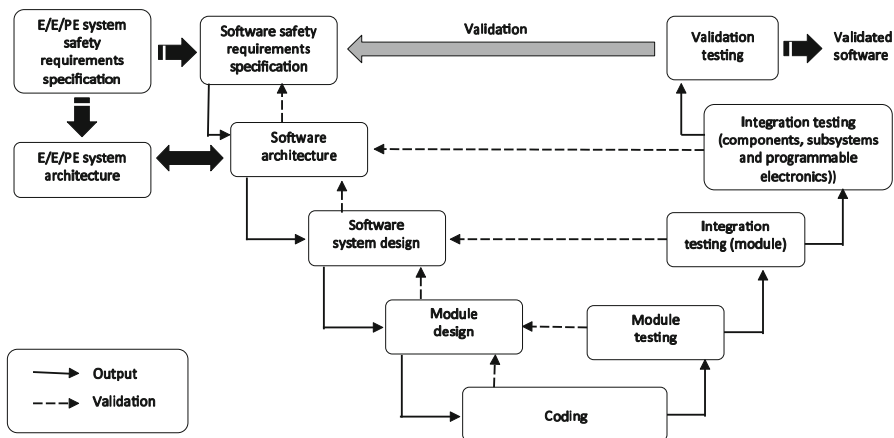 E/E/PE system
safety
requirements
specification
Software safety
requirements
specification
Validation
Validation
testing
Validated
software
E/E/PE system
architecture
Software
architecture
Integration testing
(components, subsystems
and programmable
electronics))
Software
system design
Integration
testing (module)
Module
design
Module
testing
Coding
Output
Validation